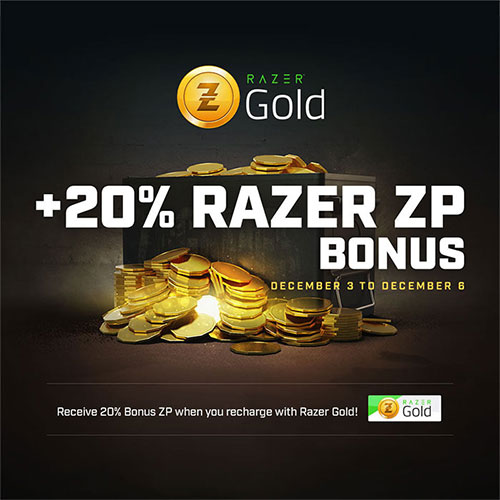 RAZER
Gold
+20% RAZER ZP
BONUS
DECEMBER 3 TO DECEMBER 6
Receive 20% Bonus ZP when you recharge with Razer Gold!
RAZER
Gold